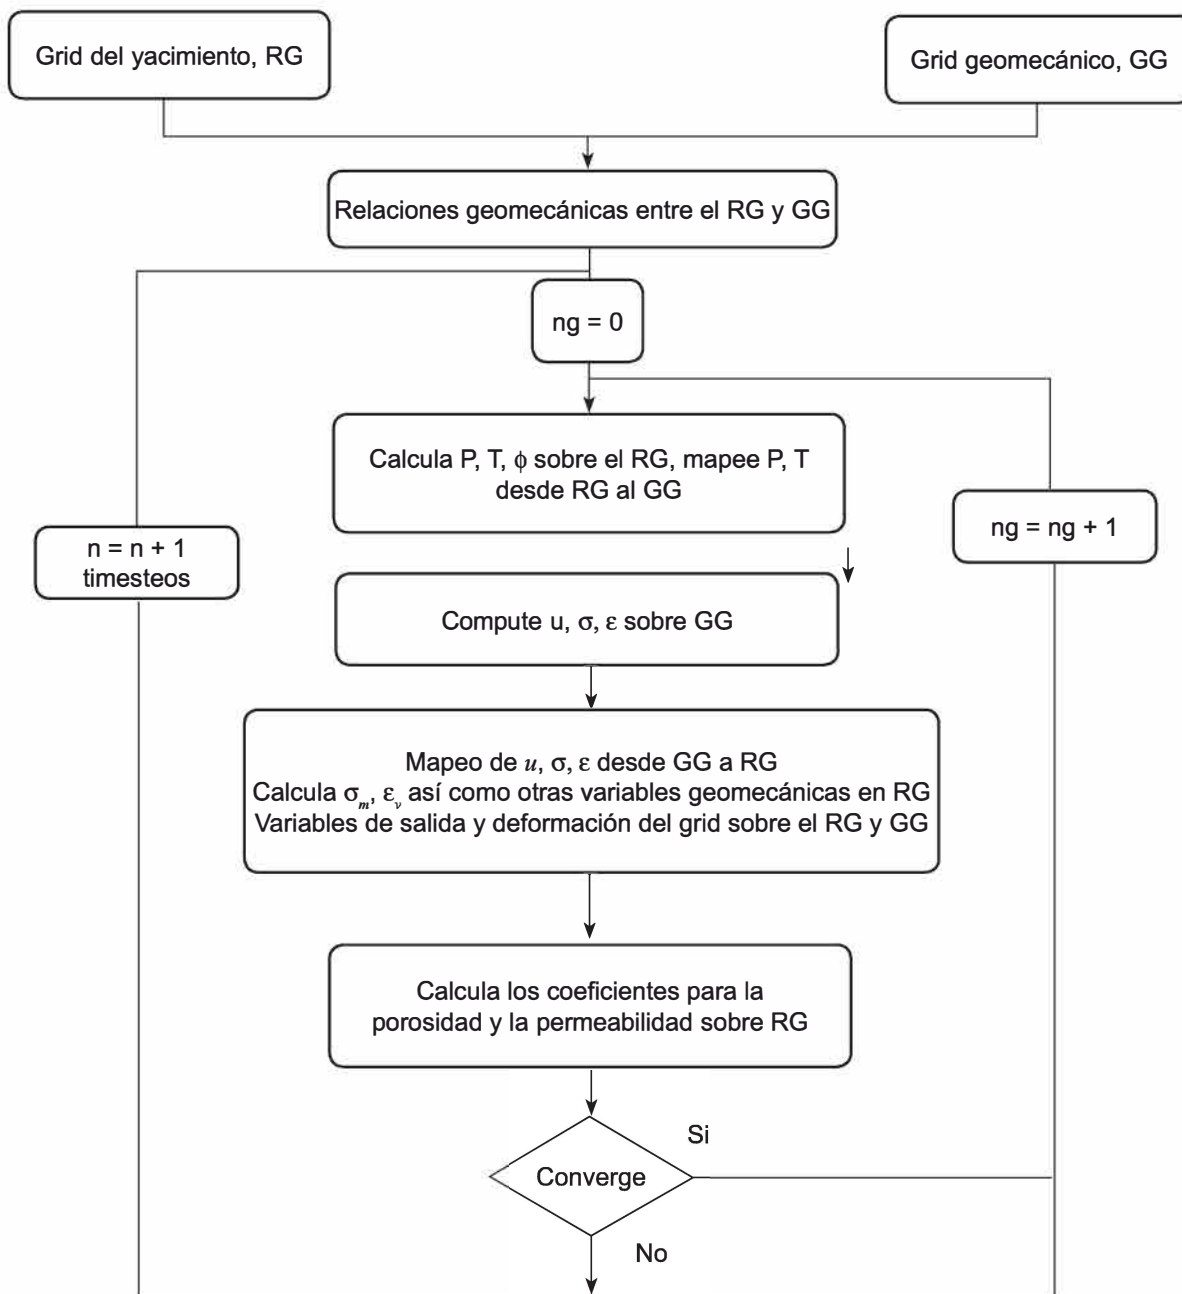 Grid del yacimiento, RG
Grid geomecánico, GG
Relaciones geomecánicas entre el RG y GG
ng = 0
Calcula P, T, ϕ sobre el RG, mapee P, T
desde RG al GG
ng = ng + 1
n = n + 1
timesteos
Compute u, σ, ε sobre GG
Mapeo de u, σ, ε desde GG a RG
Calcula σm, εv así como otras variables geomecánicas en RG
Variables de salida y deformación del grid sobre el RG y GG
Calcula los coeficientes para la
porosidad y la permeabilidad sobre RG
Si
Converge
No